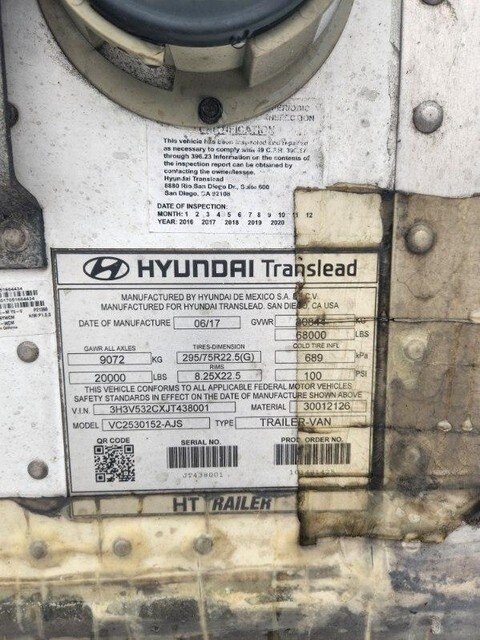 PERIODIC
INSPECTION
CERTIFICATION
This vehicle has been inspected and repaired
as necessary to comply with 49 C.F.R. 396.17
through 396.23 Information on the contents of
the inspection report can be obtained by
contacting the owner/lessee.
Hyundai Translead
8880 Rio San Diego Dr., Suite 600
San Diego, CA 92108
DATE OF INSPECTION:
MONTH: 1 2 3 4 5 6 7 8 9 10 11 12
YEAR: 2016 2017 2018 2019 2020
HYUNDAI Translead
MANUFACTURED BY HYUNDAI DE MEXICO S.A. C.V.
MANUFACTURED FOR HYUNDAI TRANSLEAD, SAN DIEGO, CA USA
DATE OF MANUFACTURE 06/17 GVWR 30844 KG
68000 LBS
GAWR ALL AXLES TIRES-DIMENSION COLD TIRE INFL
9072 KG 295/75R22.5(G) 689 kPa
RIMS
20000 LBS 8.25X22.5 100 PSI
THIS VEHICLE CONFORMS TO ALL APPLICABLE FEDERAL MOTOR VEHICLES
SAFETY STANDARDS IN EFFECT ON THE DATE OF MANUFACTURE SHOWN ABOVE
V.I.N. 3H3V532CXJT438001 MATERIAL 30012126
MODEL VC2530152-AJS TYPE TRAILER-VAN
QR CODE SERIAL NO. PROD. ORDER NO.
JT438001
HT TRAILER